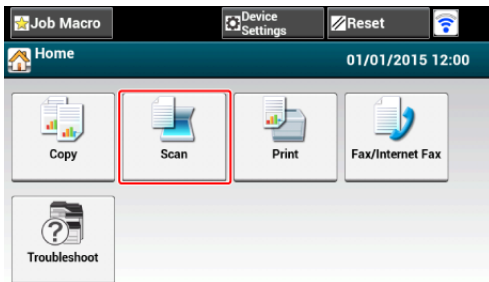 Job Macro
Device
Settings
Reset
Home
01/01/2015 12:00
Copy
Scan
Print
Fax/Internet Fax
Troubleshoot